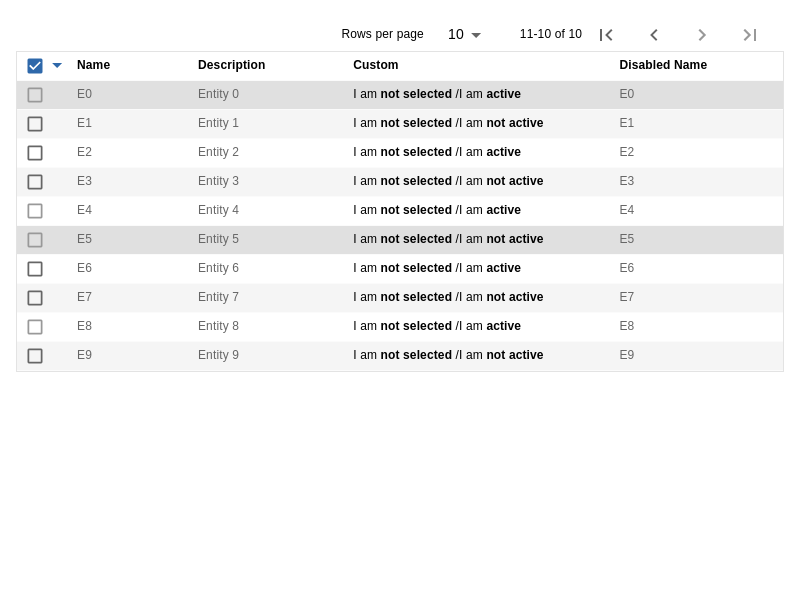 Rows per page 10 11-10 of 10
Name Description Custom Disabled Name
E0 Entity 0 I am not selected /I am active E0
E1 Entity 1 I am not selected /I am not active E1
E2 Entity 2 I am not selected /I am active E2
E3 Entity 3 I am not selected /I am not active E3
E4 Entity 4 I am not selected /I am active E4
E5 Entity 5 I am not selected /I am not active E5
E6 Entity 6 I am not selected /I am active E6
E7 Entity 7 I am not selected /I am not active E7
E8 Entity 8 I am not selected /I am active E8
E9 Entity 9 I am not selected /I am not active E9